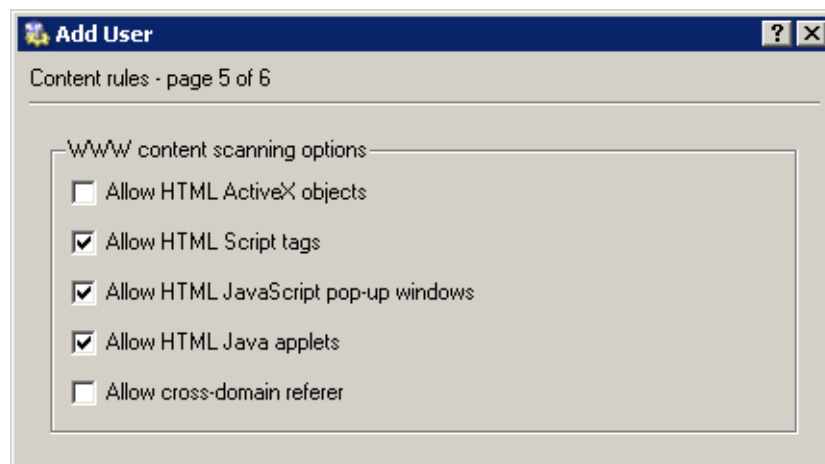 Add User
Content rules - page 5 of 6
WWW content scanning options
Allow HTML ActiveX objects
Allow HTML Script tags
Allow HTML JavaScript pop-up windows
Allow HTML Java applets
Allow cross-domain referer